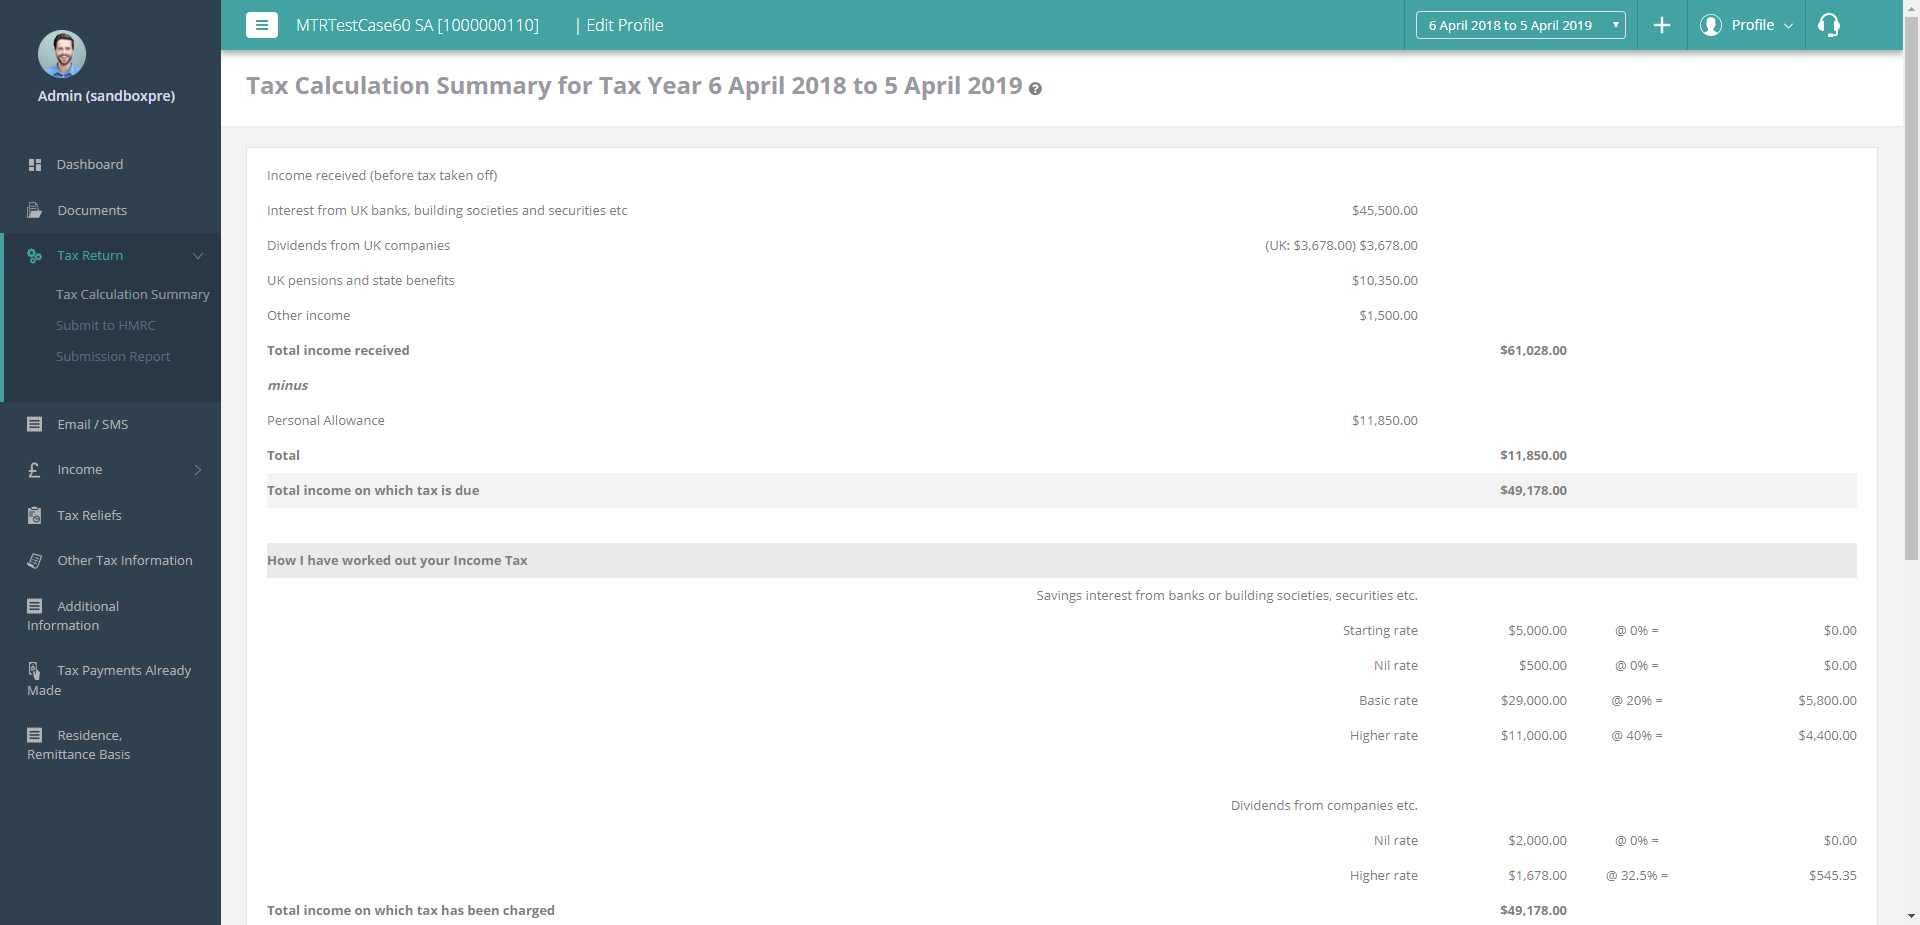 Admin (sandboxpre)
Dashboard
Documents
Tax Return
Tax Calculation Summary
Submit to HMRC
Submission Report
Email / SMS
£ Income
Tax Reliefs
Other Tax Information
Additional
Information
Tax Payments Already
Made
Residence,
Remittance Basis
MTRTestCase60 SA [1000000110] | Edit Profile
6 April 2018 to 5 April 2019
Profile
Tax Calculation Summary for Tax Year 6 April 2018 to 5 April 2019 ?
Income received (before tax taken off)
Interest from UK banks, building societies and securities etc $45,500.00
Dividends from UK companies (UK: $3,678.00) $3,678.00
UK pensions and state benefits $10,350.00
Other income $1,500.00
Total income received $61,028.00
minus
Personal Allowance $11,850.00
Total $11,850.00
Total income on which tax is due $49,178.00
How I have worked out your Income Tax
Savings interest from banks or building societies, securities etc.
Starting rate $5,000.00 @ 0% = $0.00
Nil rate $500.00 @ 0% = $0.00
Basic rate $29,000.00 @ 20% = $5,800.00
Higher rate $11,000.00 @ 40% = $4,400.00
Dividends from companies etc.
Nil rate $2,000.00 @ 0% = $0.00
Higher rate $1,678.00 @ 32.5% = $545.35
Total income on which tax has been charged $49,178.00